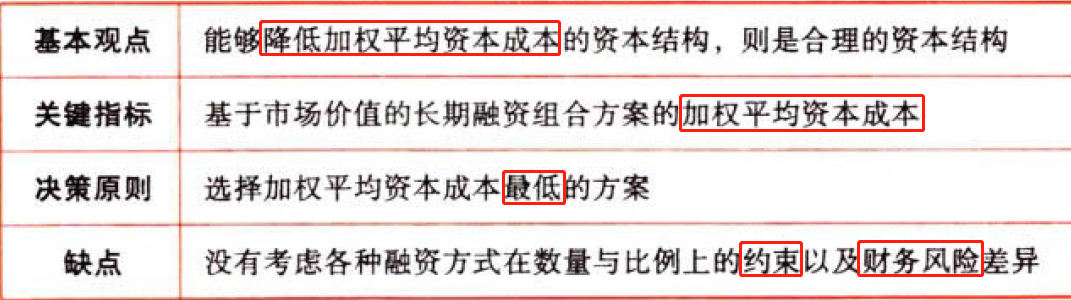 基本观点 能够降低加权平均资本成本的资本结构，则是合理的资本结构
关键指标 基于市场价值的长期融资组合方案的加权平均资本成本
决策原则 选择加权平均资本成本最低的方案
缺点 没有考虑各种融资方式在数量与比例上的约束以及财务风险差异